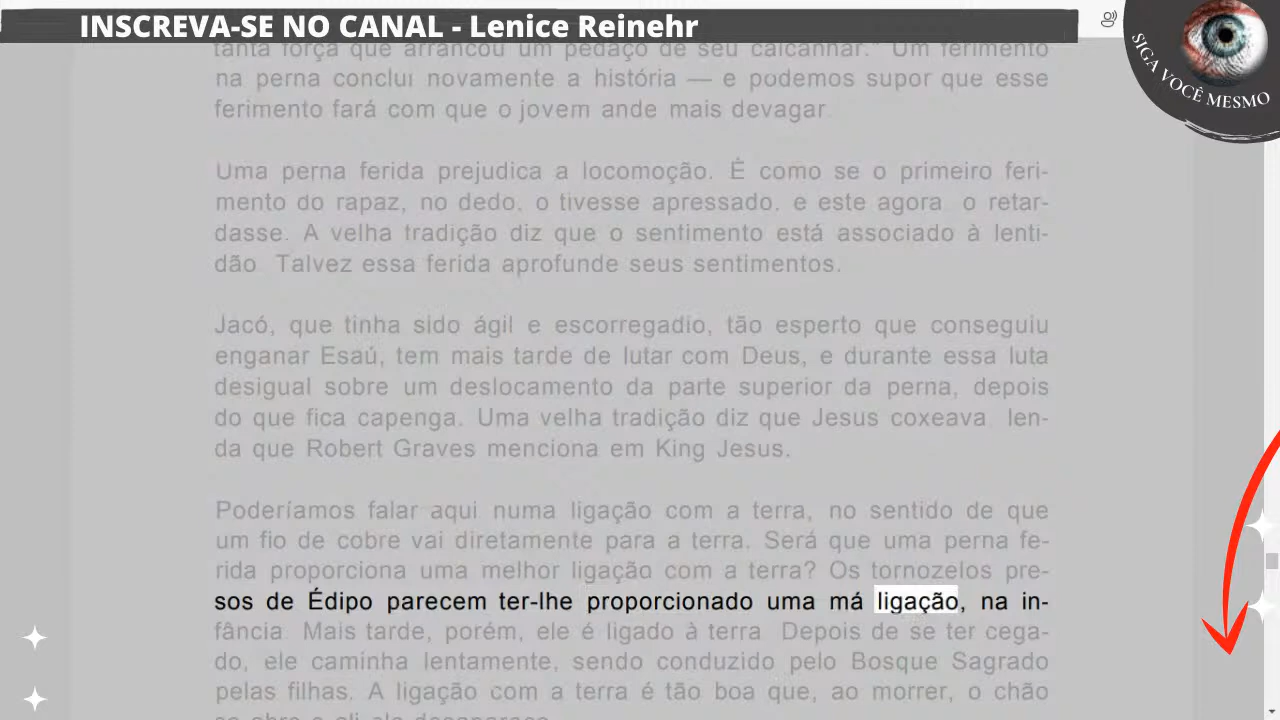 INSCREVA-SE NO CANAL - Lenice Reinehr
SIGA VOCÊ MESMO
tanta força que arrancou um pedaço de seu calcanhar." Um ferimento
na perna conclui novamente a história — e podemos supor que esse
ferimento fará com que o jovem ande mais devagar.
Uma perna ferida prejudica a locomoção. É como se o primeiro feri-
mento do rapaz, no dedo, o tivesse apressado, e este agora o retar-
dasse. A velha tradição diz que o sentimento está associado à lenti-
dão. Talvez essa ferida aprofunde seus sentimentos.
Jacó, que tinha sido ágil e escorregadio, tão esperto que conseguiu
enganar Esaú, tem mais tarde de lutar com Deus, e durante essa luta
desigual sobre um deslocamento da parte superior da perna, depois
do que fica capenga. Uma velha tradição diz que Jesus coxeava len-
da que Robert Graves menciona em King Jesus.
Poderíamos falar aqui numa ligação com a terra, no sentido de que
um fio de cobre vai diretamente para a terra. Será que uma perna fe-
rida proporciona uma melhor ligação com a terra? Os tornozelos pre-
sos de Édipo parecem ter-lhe proporcionado uma má ligação, na in-
fância. Mais tarde, porém, ele é ligado à terra. Depois de se ter cega-
do, ele caminha lentamente, sendo conduzido pelo Bosque Sagrado
pelas filhas. A ligação com a terra é tão boa que, ao morrer, o chão
se abre e ali ele desaparece.